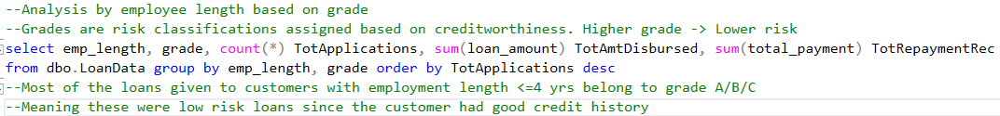 --Analysis by employee length based on grade
--Grades are risk classifications assigned based on creditworthiness. Higher grade -> Lower risk
select emp_length, grade, count(*) TotApplications, sum(loan_amount) TotAmtDisbursed, sum(total_payment) TotRepaymentRec
from dbo.LoanData group by emp_length, grade order by TotApplications desc
--Most of the loans given to customers with employment length <=4 yrs belong to grade A/B/C
--Meaning these were low risk loans since the customer had good credit history